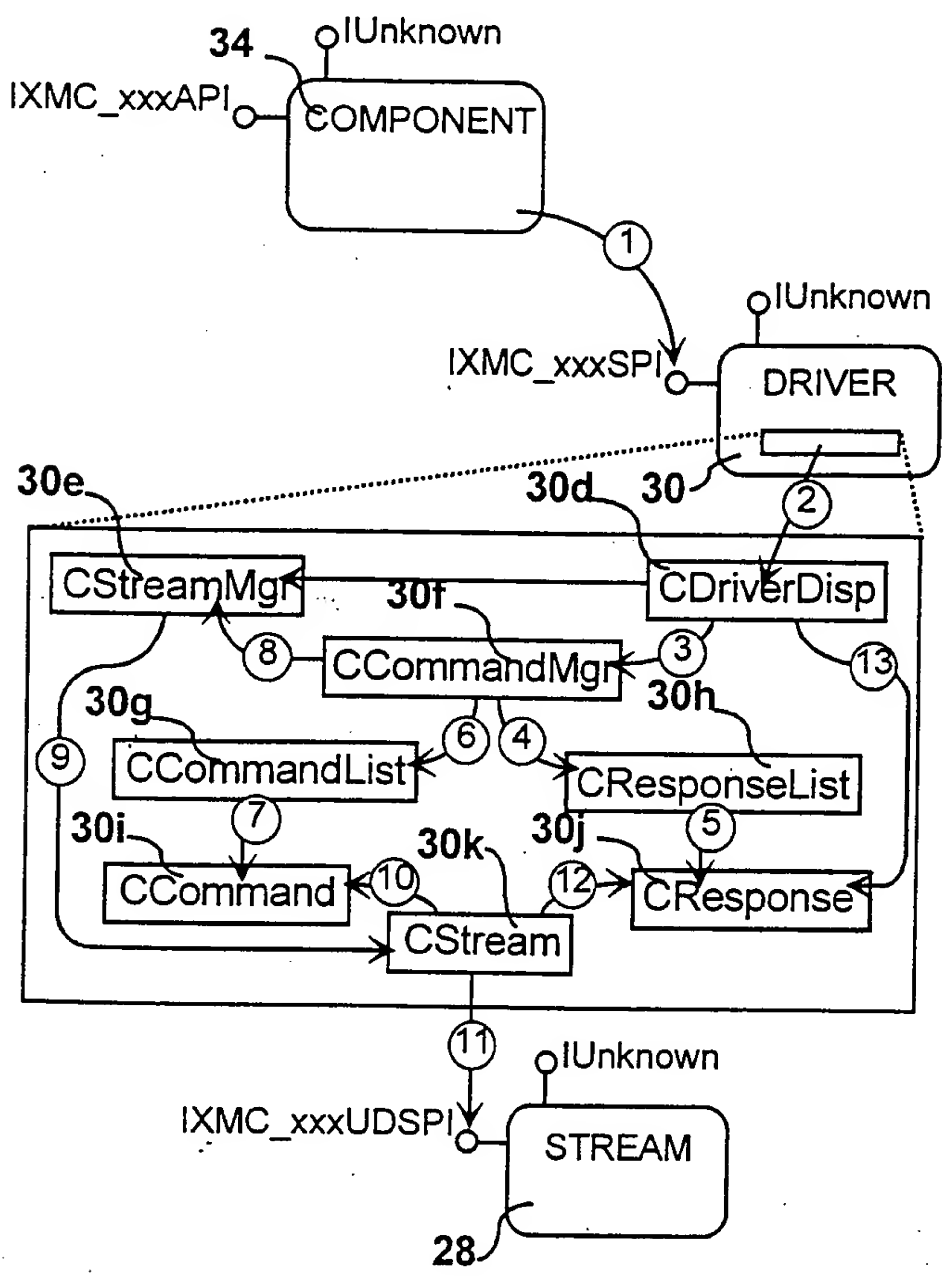 34
IUnknown
IXMC_xxxAPI
COMPONENT
1
IUnknown
IXMC_xxxSPI
DRIVER
30e
30d
30
2
CStreamMgr
30f
CDriverDisp
8
CCommandMgr
3
13
30g
6
4
30h
9
CCommandList
CResponseList
7
5
30i
30k
30j
CCommand
10
12
CResponse
CStream
11
IUnknown
IXMC_xxxUDSPI
STREAM
28